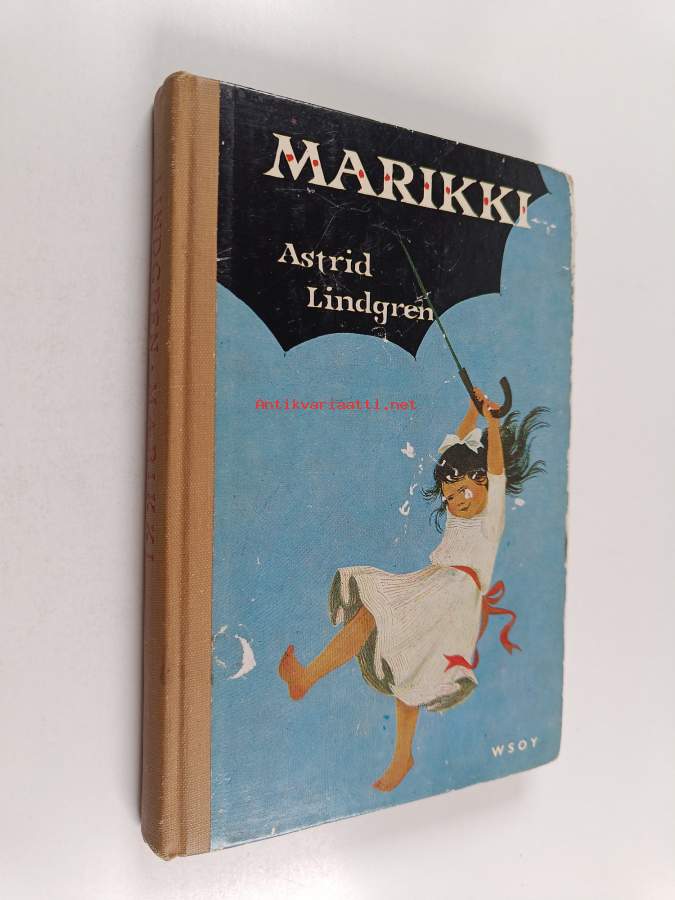 MARIKKI
Astrid
Lindgren
Antikvariaatti.net
WSOY
LINDGREN · MARIKKI